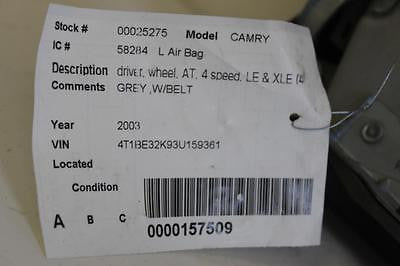 Stock # 00025275 Model CAMRY
IC # 58284 L Air Bag
Description driver, wheel, AT, 4 speed, LE & XLE (4
Comments GREY ,W/BELT
Year 2003
VIN 4T1BE32K93U159361
Located
Condition
A B C 0000157509